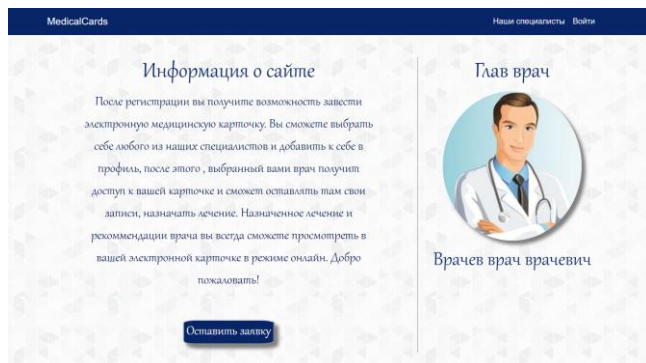 MedicalCards
Наши специалисты Войти
Информация о сайте
После регистрации вы получите возможность завести
электронную медицинскую карточку. Вы сможете выбрать
себе любого из наших специалистов и добавить к себе в
профиль, после этого , выбранный вами врач получит
доступ к вашей карточке и сможет оставлять там свои
записи, назначать лечение. Назначенное лечение и
рекоммендации врача вы всегда сможете просмотреть в
вашей электронной карточке в режиме онлайн. Добро
пожаловать!
Оставить заявку
Глав врач
Врачев врач врачевич